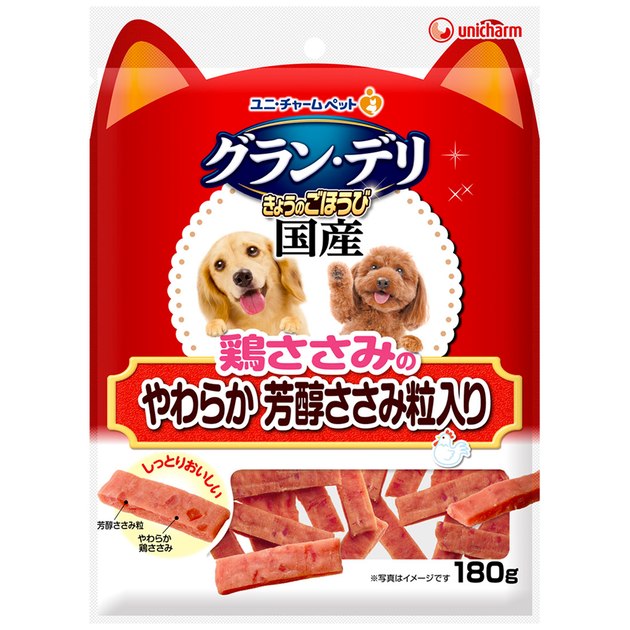 unicharm
ユニ・チャームペット
グラン・デリ
きょうのごほうび
国産
鶏ささみの
やわらか 芳醇ささみ粒入り
しっとりおいしい
芳醇ささみ粒
やわらか
鶏ささみ
※写真はイメージです
180g